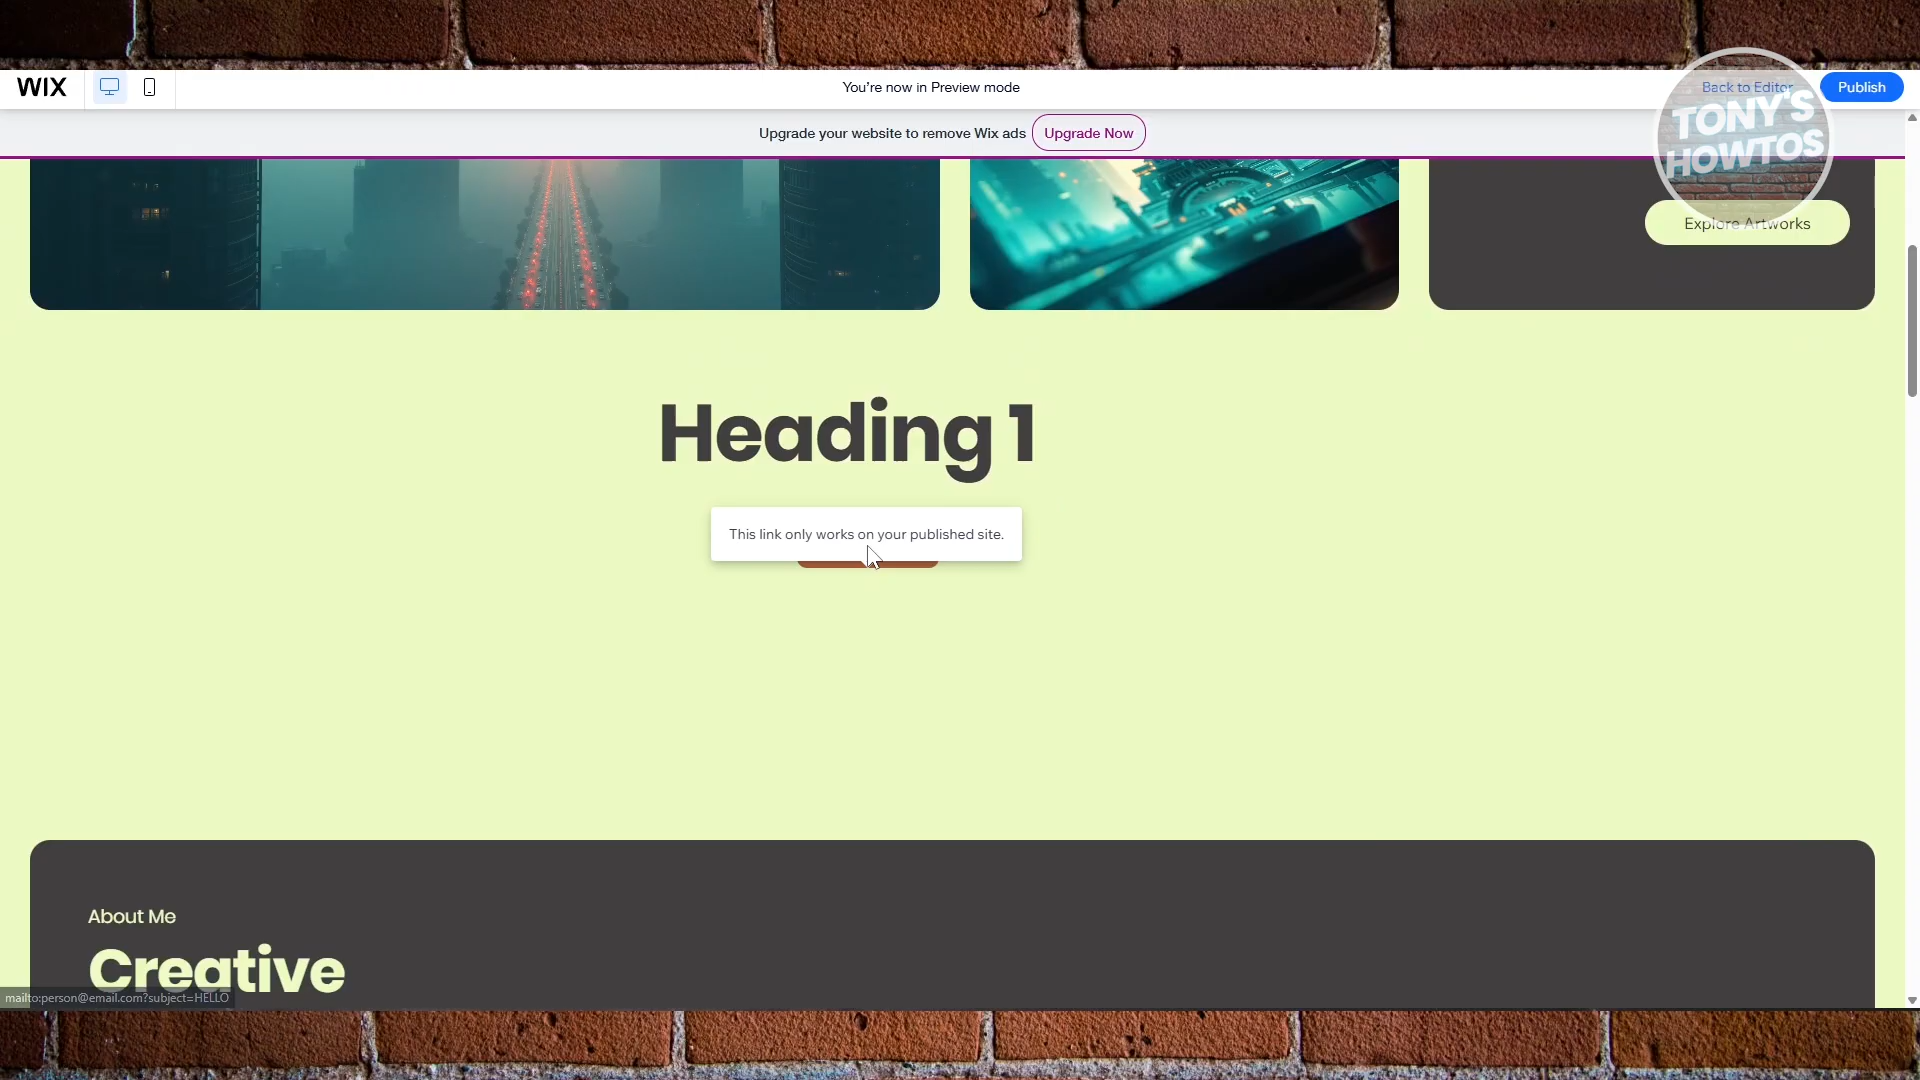 WIX
You're now in Preview mode
Back to Editor
Publish
Upgrade your website to remove Wix ads
Upgrade Now
TONY'S
HOWTOS
Explore Artworks
Heading 1
This link only works on your published site.
About Me
Creative
mailto:person@email.com?subject=HELLO